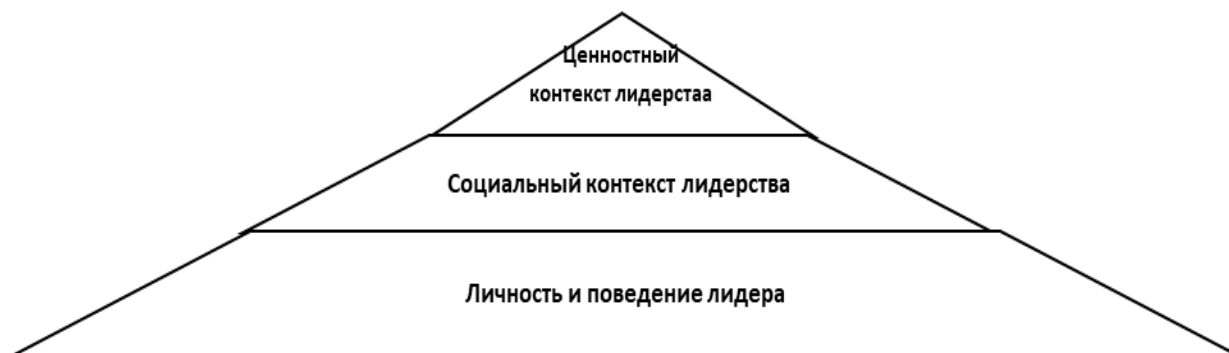 Ценностный
контекст лидерстаа
Социальный контекст лидерства
Личность и поведение лидера